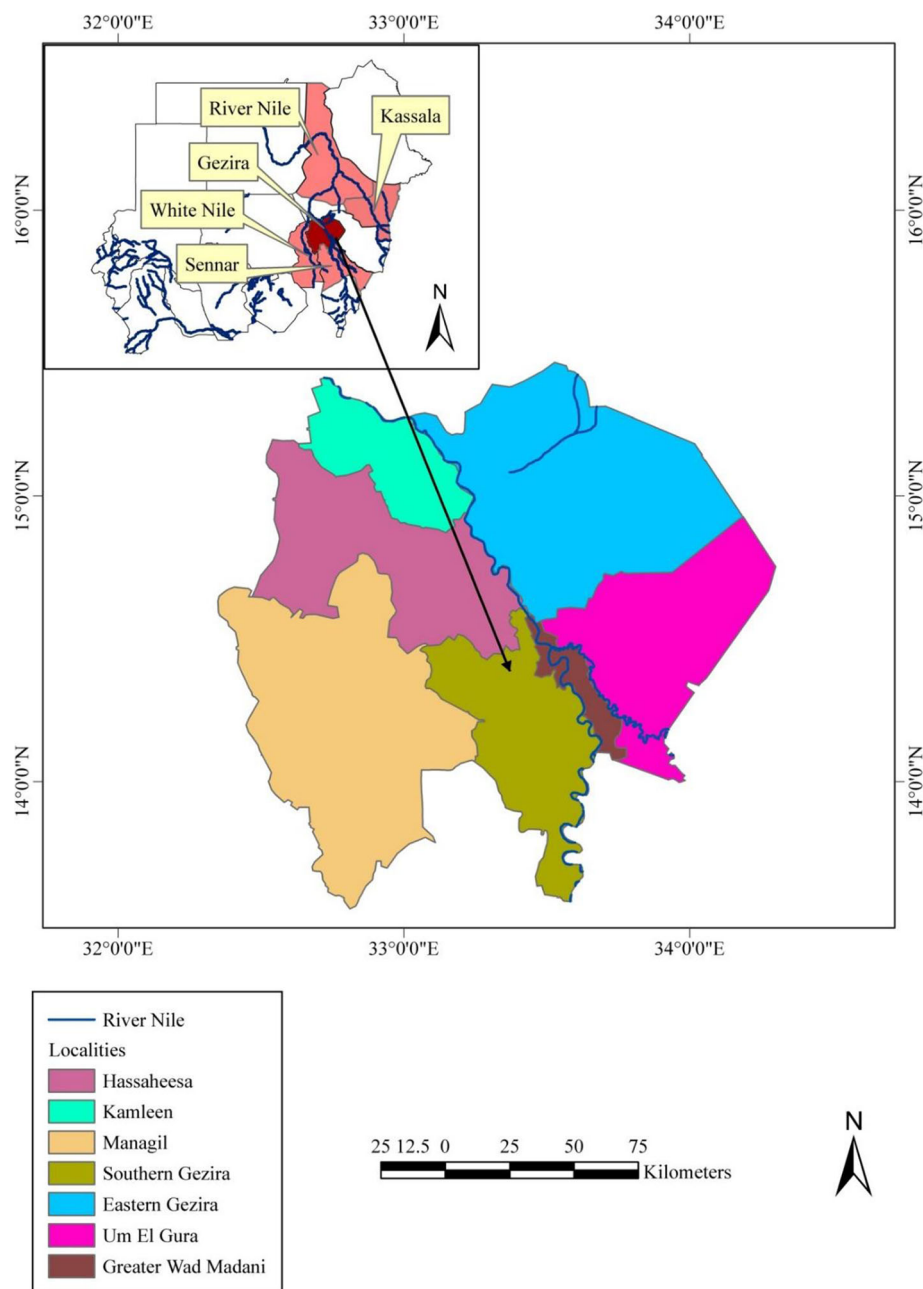 32°0'0"E 33°0'0"E 34°0'0"E
River Nile
Kassala
Gezira
White Nile
Sennar
N
16°0'0"N 16°0'0"N
15°0'0"N 15°0'0"N
14°0'0"N 14°0'0"N
32°0'0"E 33°0'0"E 34°0'0"E
River Nile
Localities
Hassaheesa
Kamleen
Managil
Southern Gezira
Eastern Gezira
Um El Gura
Greater Wad Madani
25 12.5 0 25 50 75
Kilometers
N